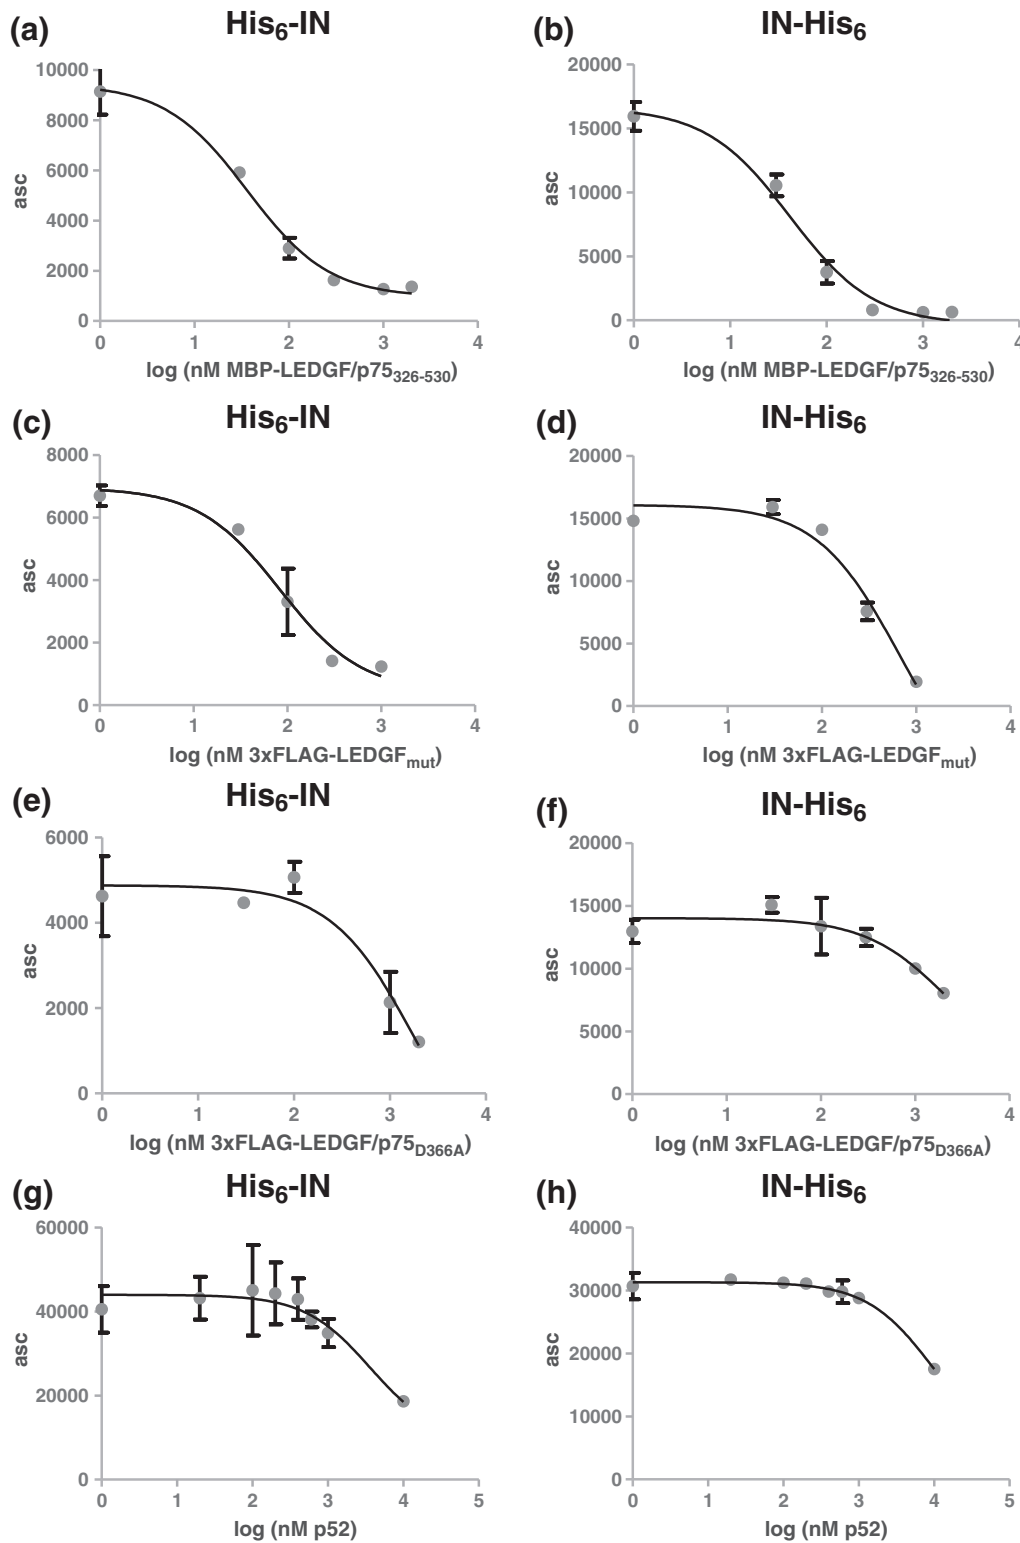 (a) His6-IN
10000
8000
6000
4000
2000
0
asc
0 1 2 3 4
log (nM MBP-LEDGF/p75326-530)
(b) IN-His6
20000
15000
10000
5000
0
asc
0 1 2 3 4
log (nM MBP-LEDGF/p75326-530)
(c) His6-IN
8000
6000
4000
2000
0
asc
0 1 2 3 4
log (nM 3xFLAG-LEDGFmut)
(d) IN-His6
20000
15000
10000
5000
0
asc
0 1 2 3 4
log (nM 3xFLAG-LEDGFmut)
(e) His6-IN
6000
4000
2000
0
asc
0 1 2 3 4
log (nM 3xFLAG-LEDGF/p75D366A)
(f) IN-His6
20000
15000
10000
5000
0
asc
0 1 2 3 4
log (nM 3xFLAG-LEDGF/p75D366A)
(g) His6-IN
60000
40000
20000
0
asc
0 1 2 3 4 5
log (nM p52)
(h) IN-His6
40000
30000
20000
10000
0
asc
0 1 2 3 4 5
log (nM p52)